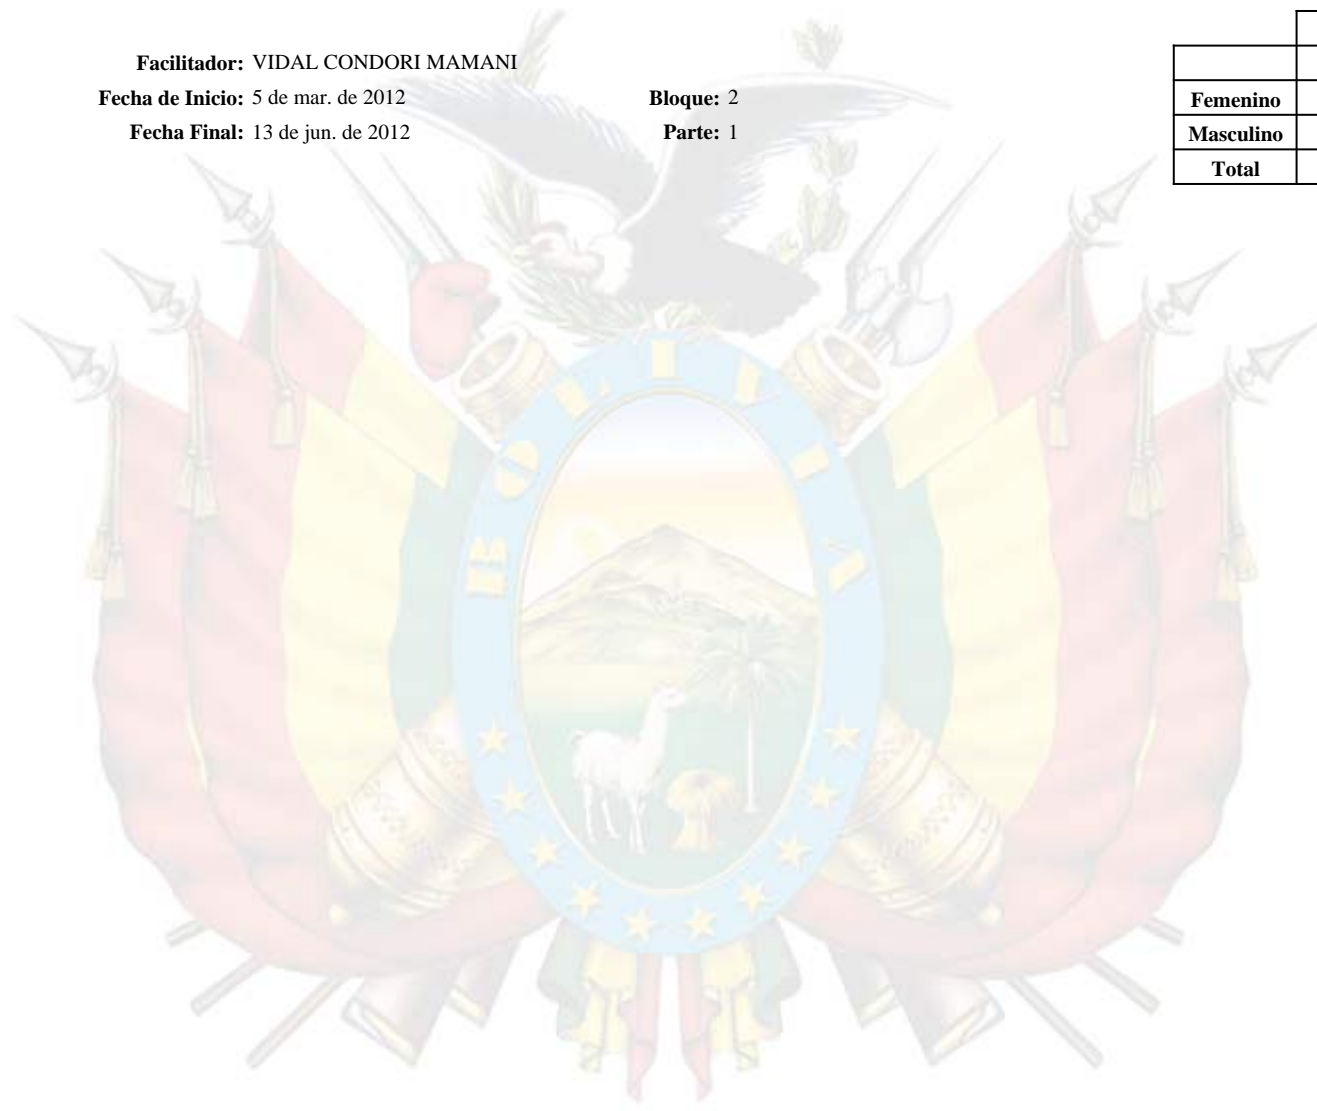 Facilitador: VIDAL CONDORI MAMANI
Fecha de Inicio: 5 de mar. de 2012 Bloque: 2
Fecha Final: 13 de jun. de 2012 Parte: 1
Femenino
Masculino
Total
BOLIVIA